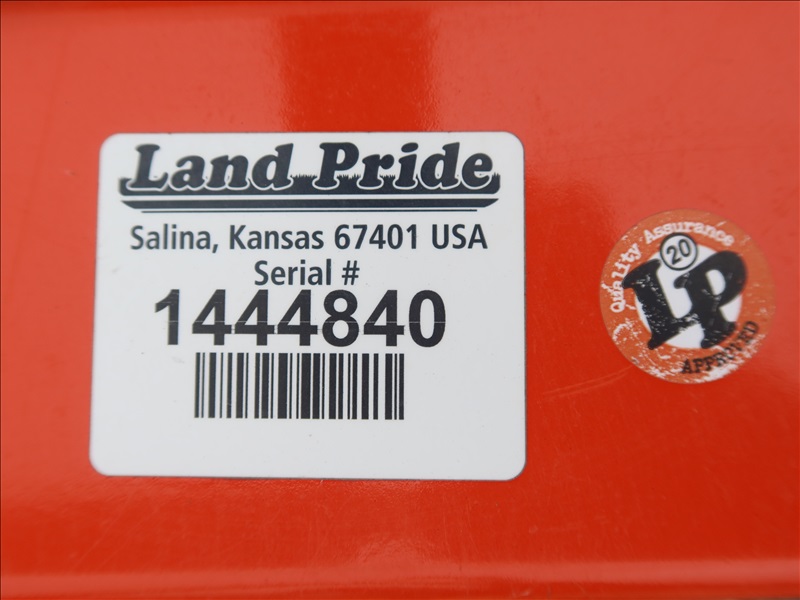 Land Pride
Salina, Kansas 67401 USA
Serial #
1444840
Quality Assurance
20
LP
APPROVED